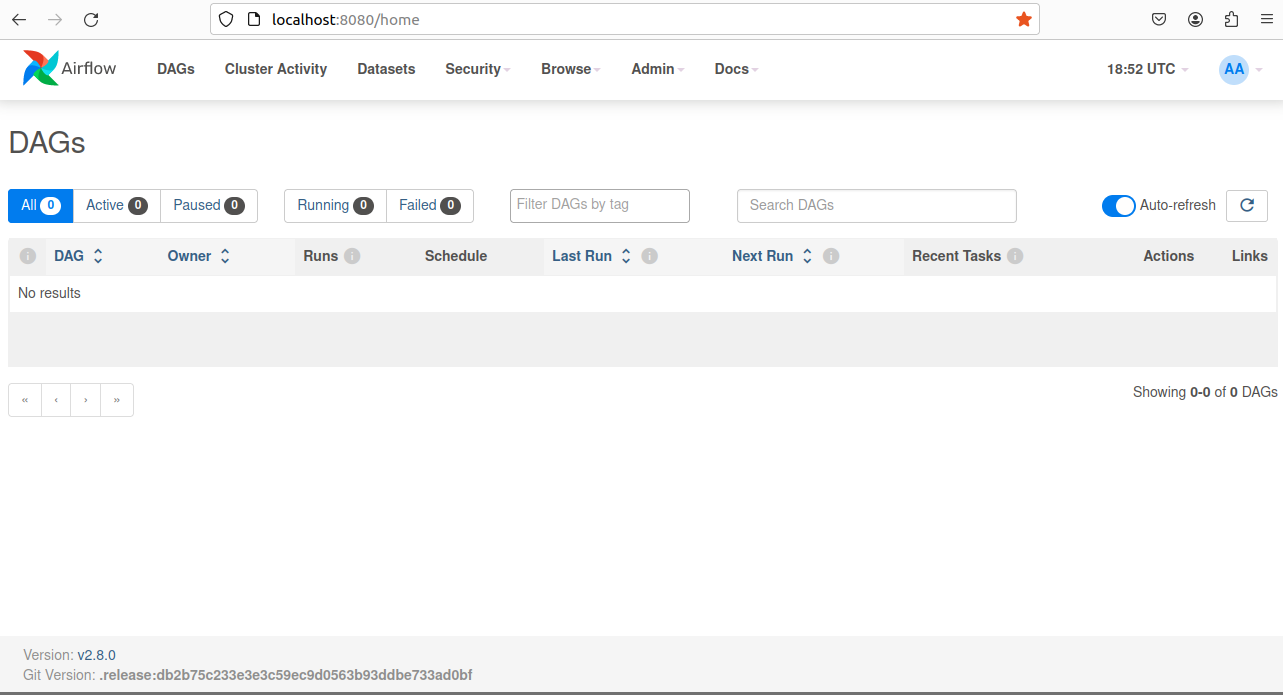 localhost:8080/home
Airflow DAGs Cluster Activity Datasets Security Browse Admin Docs 18:52 UTC AA
DAGs
All 0 Active 0 Paused 0 Running 0 Failed 0 Filter DAGs by tag Search DAGs Auto-refresh
i DAG Owner Runs i Schedule Last Run i Next Run i Recent Tasks i Actions Links
No results
« ‹ › » Showing 0-0 of 0 DAGs
Version: v2.8.0
Git Version: .release:db2b75c233e3e3c59ec9d0563b93ddbe733ad0bf